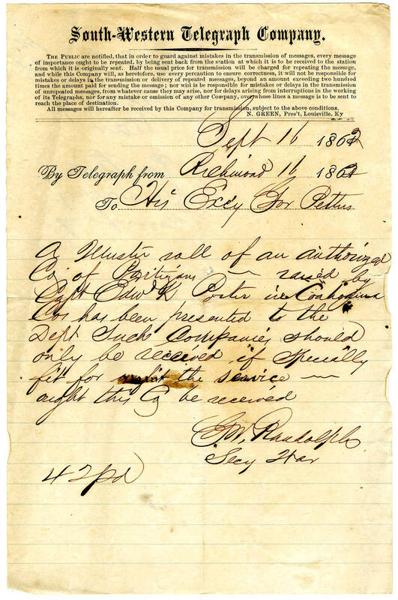 South-Western Telegraph Company.
THE PUBLIC are notified, that in order to guard against mistakes in the transmission of messages, every message
of importance ought to be repeated, by being sent back from the station at which it is to be received to the station
from which it is originally sent. Half the usual price for transmission will be charged for repeating the message,
and while this Company will, as heretofore, use every percaution to ensure correctness, it will not be responsible for
mistakes or delays in the transmission or delivery of repeated messages, beyond an amount exceeding two hundred
times the amount paid for sending the message; nor wid is responsible for mistakes or delays in the transmission of
unrepeated messages, from whatever cause they may arise, nor for delays arising from interruptions in the working
of its Telegraphs, nor for any mistake or omission of any other Company over whose lines a message is to be sent to
reach the place of destination.
All messages will hereafter be received by this Company for transmission, subject to the above conditions.
N. GREEN, Pres't, Louisville, Ky
Sept 16 1862
By Telegraph from Richmond 16 1862
To His Excy Gov Pettus
A Muster roll of an authorized
Co of Partizans raised by
Capt Edw K Porter in Coahoma
Co has been presented to the
Dept Such Companies should
only be received if specially
fit for the service
ought this Co be received
G W Randolph
Secy War
42 pd